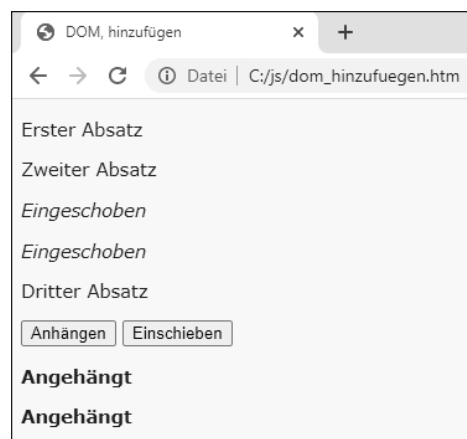 DOM, hinzufügen
Datei | C:/js/dom_hinzufuegen.htm
Erster Absatz
Zweiter Absatz
Eingeschoben
Eingeschoben
Dritter Absatz
Anhängen Einschieben
Angehängt
Angehängt